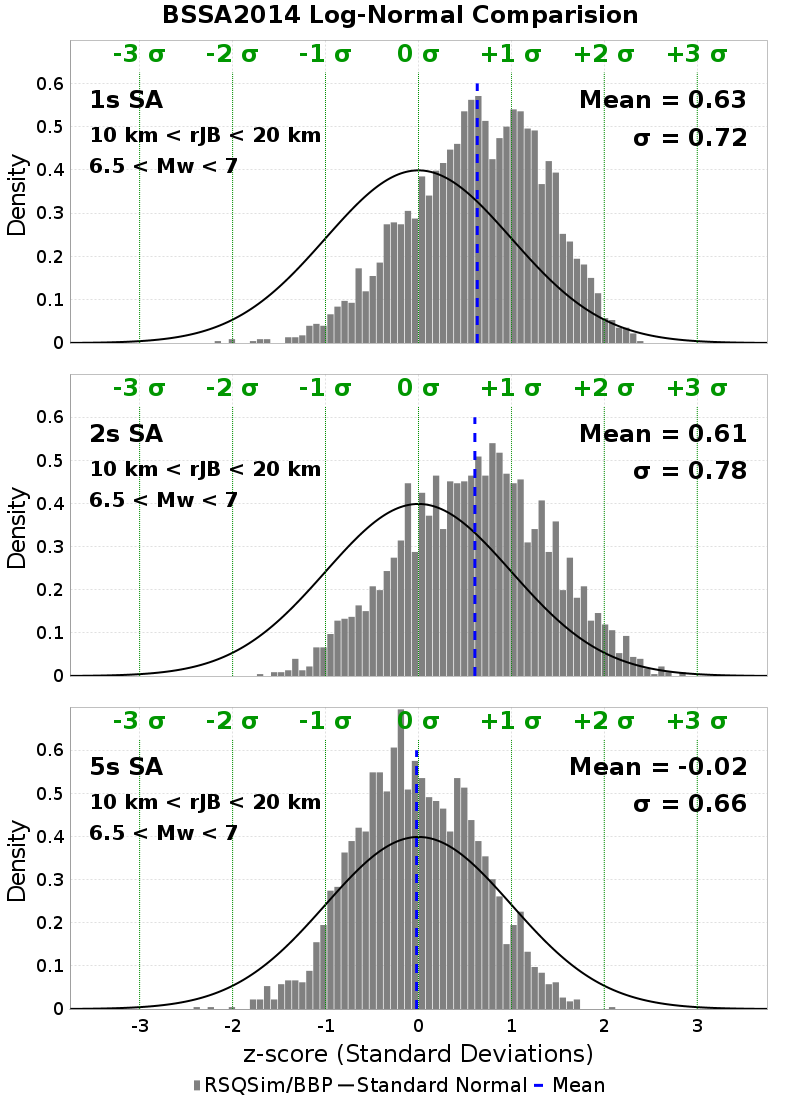 BSSA2014 Log-Normal Comparision
-3 σ -2 σ -1 σ 0 σ +1 σ +2 σ +3 σ
1s SA
Mean = 0.63
10 km < rJB < 20 km
σ = 0.72
6.5 < Mw < 7
Density
0.6
0.5
0.4
0.3
0.2
0.1
0
-3 σ -2 σ -1 σ 0 σ +1 σ +2 σ +3 σ
2s SA
Mean = 0.61
10 km < rJB < 20 km
σ = 0.78
6.5 < Mw < 7
Density
0.6
0.5
0.4
0.3
0.2
0.1
0
-3 σ -2 σ -1 σ 0 σ +1 σ +2 σ +3 σ
5s SA
Mean = -0.02
10 km < rJB < 20 km
σ = 0.66
6.5 < Mw < 7
Density
0.6
0.5
0.4
0.3
0.2
0.1
0
-3 -2 -1 0 1 2 3
z-score (Standard Deviations)
RSQSim/BBP Standard Normal Mean